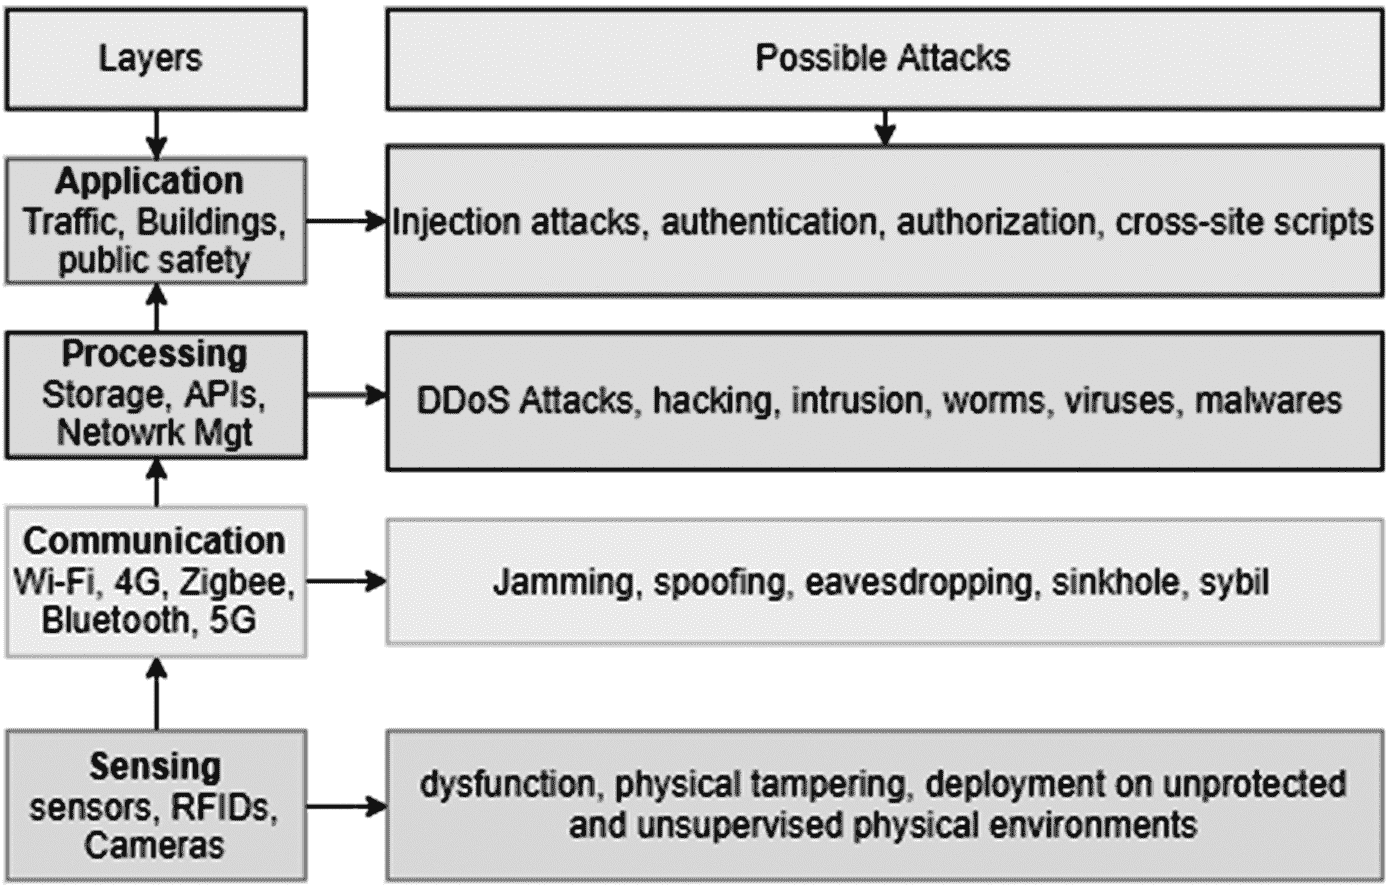 Layers
Possible Attacks
Application
Traffic, Buildings,
public safety
Injection attacks, authentication, authorization, cross-site scripts
Processing
Storage, APIs,
Netowrk Mgt
DDoS Attacks, hacking, intrusion, worms, viruses, malwares
Communication
Wi-Fi, 4G, Zigbee,
Bluetooth, 5G
Jamming, spoofing, eavesdropping, sinkhole, sybil
Sensing
sensors, RFIDs,
Cameras
dysfunction, physical tampering, deployment on unprotected
and unsupervised physical environments